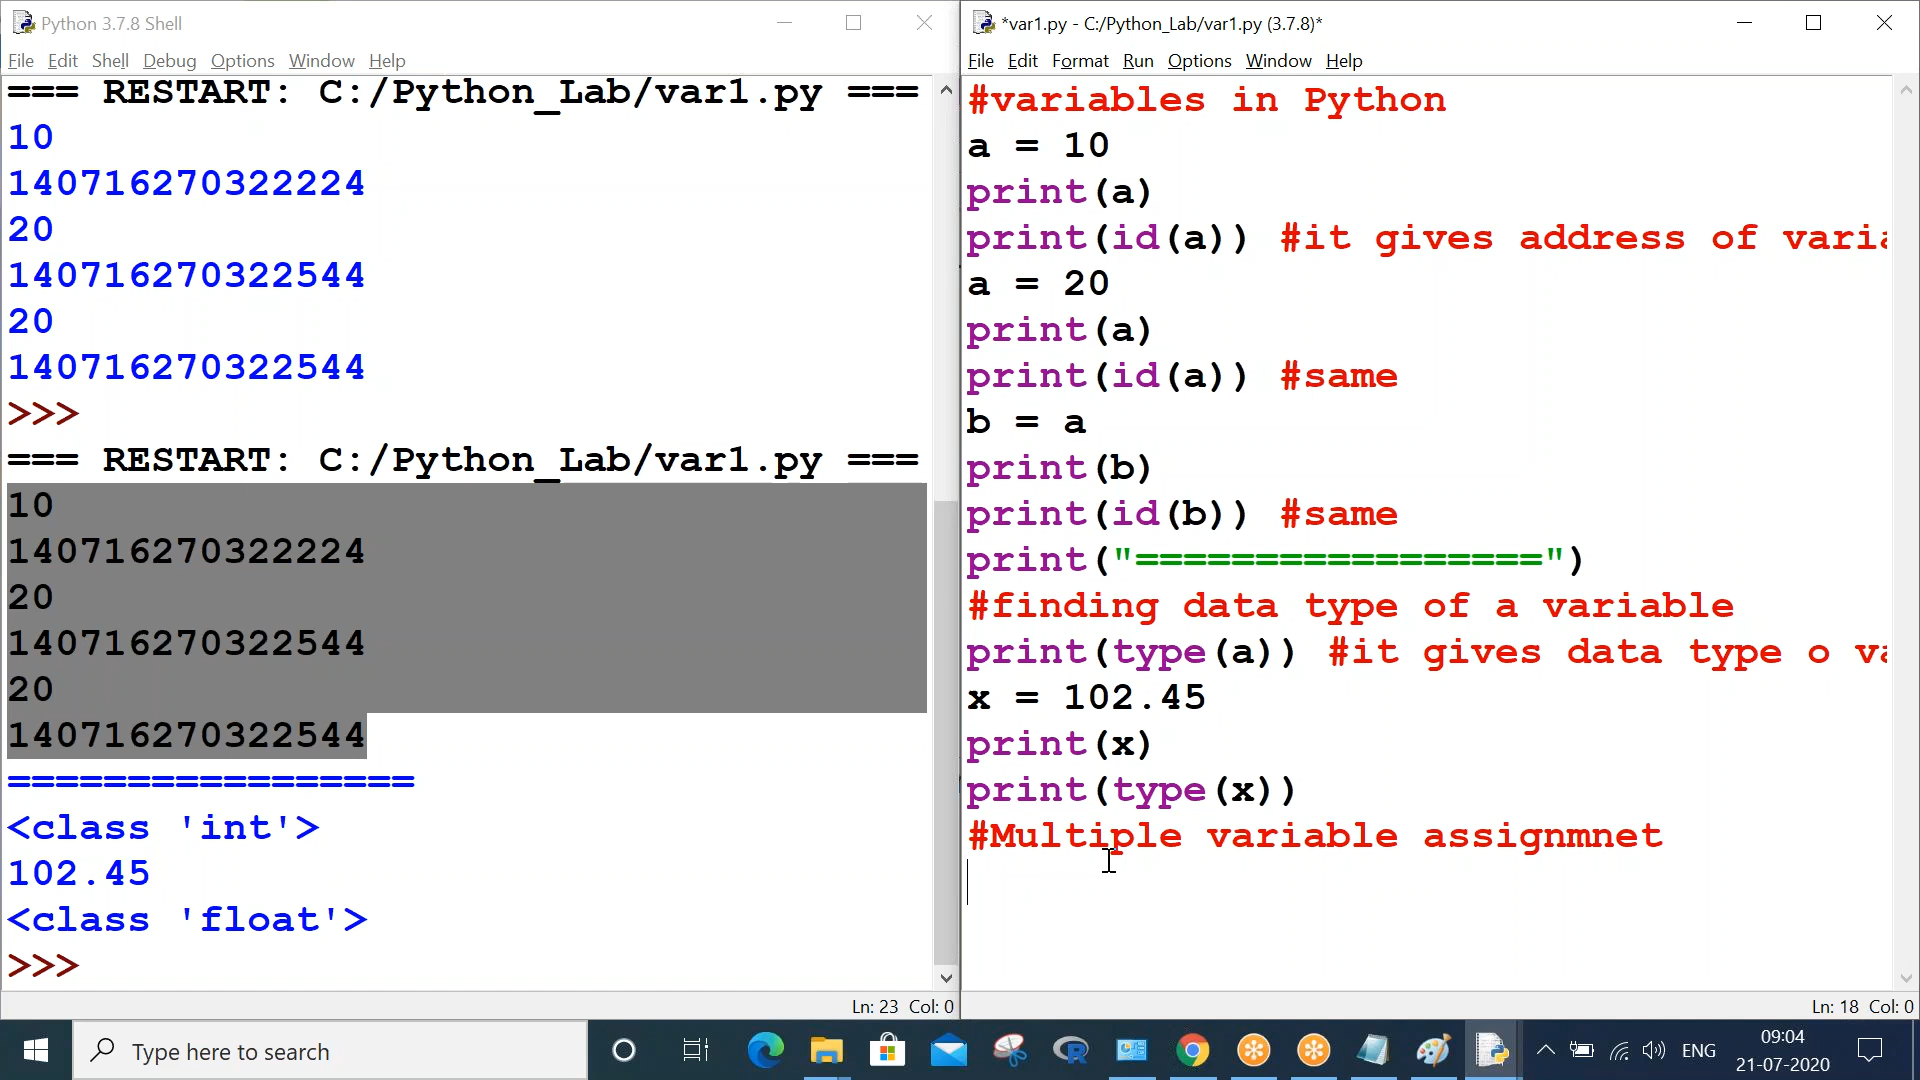 Python 3.7.8 Shell
File Edit Shell Debug Options Window Help
=== RESTART: C:/Python_Lab/var1.py ===
10
140716270322224
20
140716270322544
20
140716270322544
>>>
=== RESTART: C:/Python_Lab/var1.py ===
10
140716270322224
20
140716270322544
20
140716270322544
=================
<class 'int'>
102.45
<class 'float'>
>>>
Ln: 23 Col: 0
*var1.py - C:/Python_Lab/var1.py (3.7.8)*
File Edit Format Run Options Window Help
#variables in Python
a = 10
print(a)
print(id(a)) #it gives address of varia
a = 20
print(a)
print(id(a)) #same
b = a
print(b)
print(id(b)) #same
print("=================")
#finding data type of a variable
print(type(a)) #it gives data type o va
x = 102.45
print(x)
print(type(x))
#Multiple variable assignmnet
Ln: 18 Col: 0
Type here to search
ENG
09:04
21-07-2020